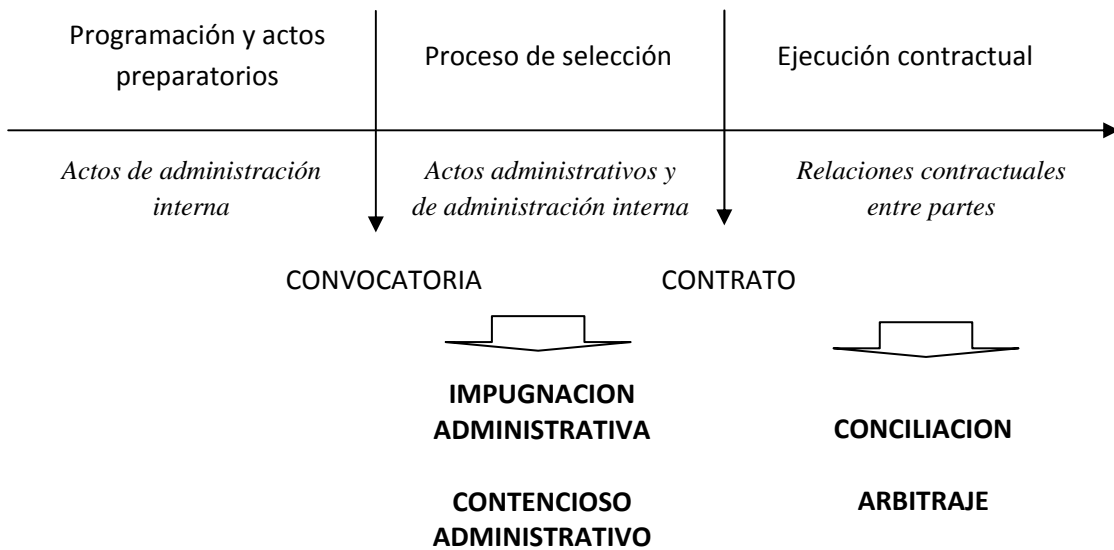 Programación y actos
preparatorios
Proceso de selección
Ejecución contractual
Actos de administración
interna
Actos administrativos y
de administración interna
Relaciones contractuales
entre partes
CONVOCATORIA
CONTRATO
IMPUGNACION
ADMINISTRATIVA
CONCILIACION
CONTENCIOSO
ADMINISTRATIVO
ARBITRAJE